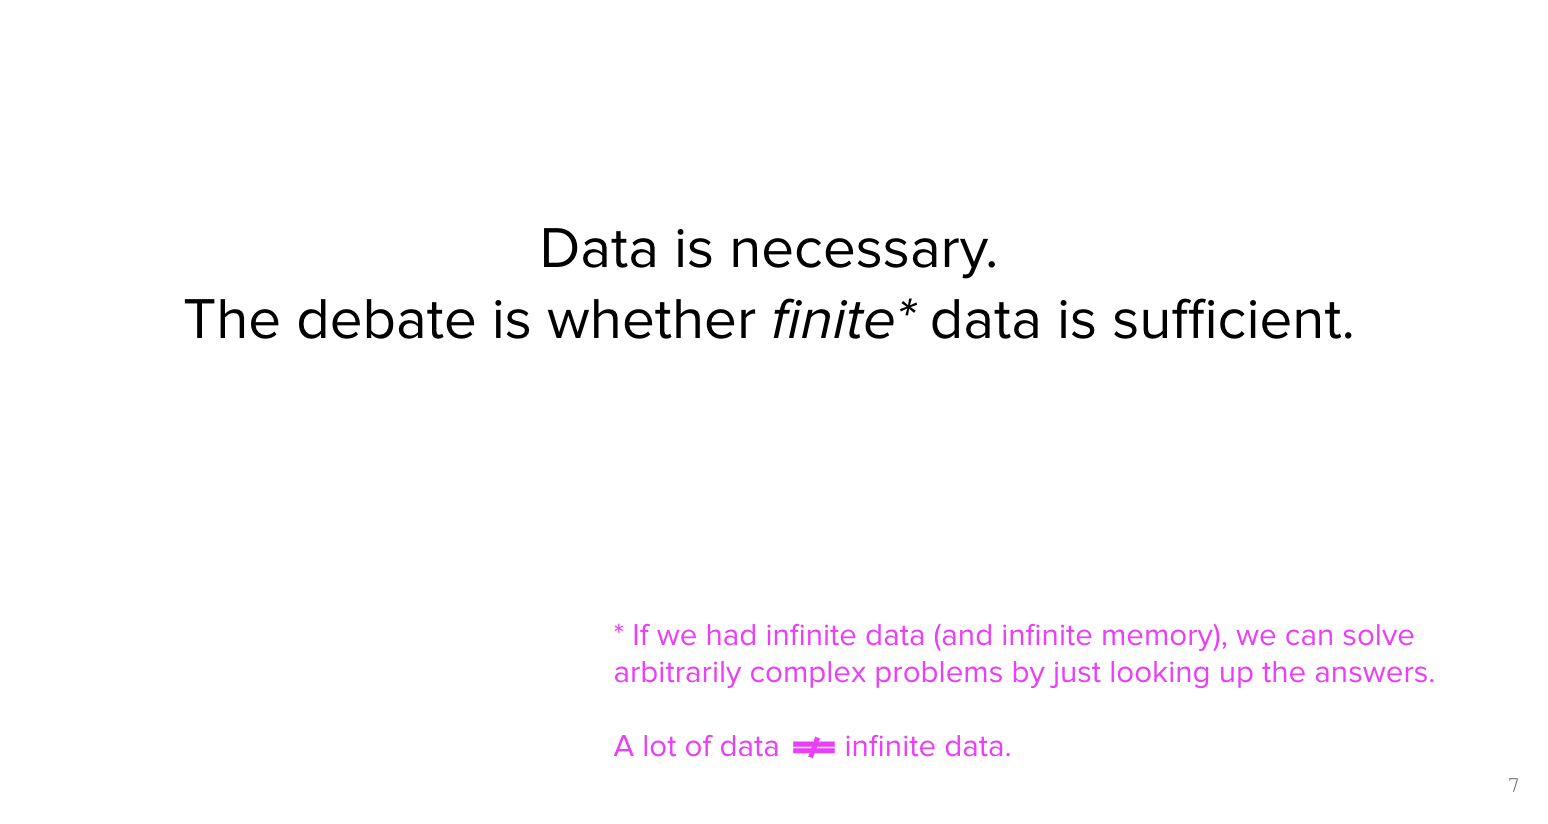 Data is necessary.
The debate is whether finite* data is sufficient.
* If we had infinite data (and infinite memory), we can solve
arbitrarily complex problems by just looking up the answers.
A lot of data ≠ infinite data.
7